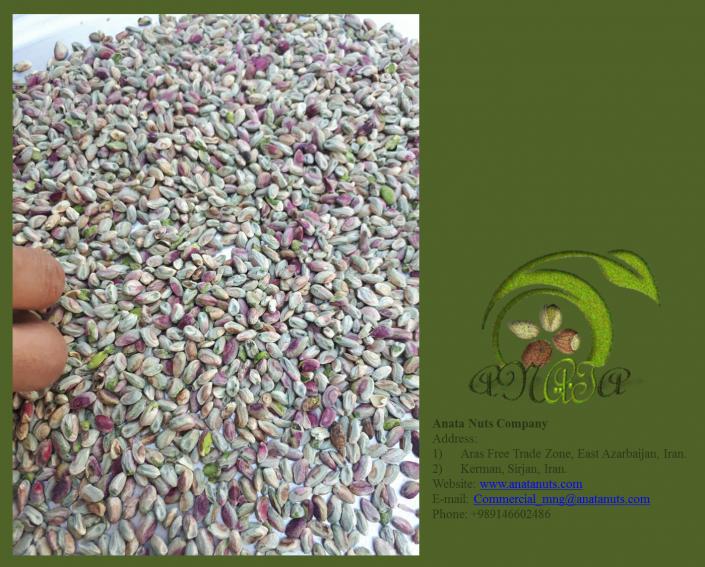 ANATA
Anata Nuts Company
Address:
1) Aras Free Trade Zone, East Azarbaijan, Iran.
2) Kerman, Sirjan, Iran.
Website: www.anatanuts.com
E-mail: Commercial_mng@anatanuts.com
Phone: +989146602486